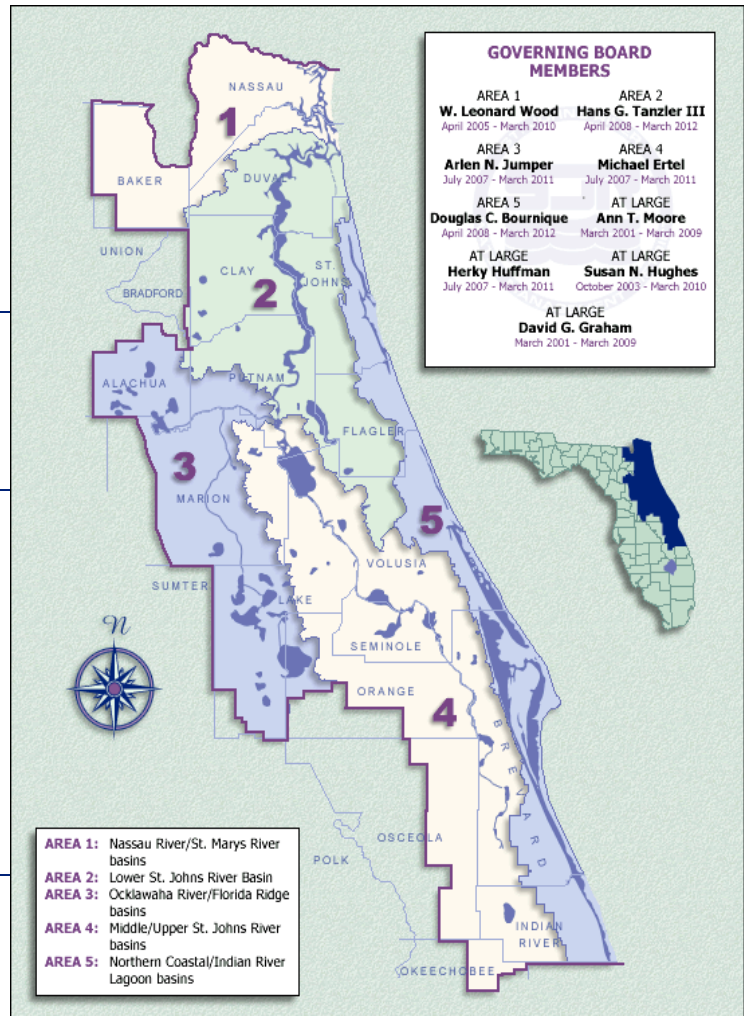 GOVERNING BOARD
MEMBERS
AREA 1
W. Leonard Wood
April 2005 - March 2010
AREA 2
Hans G. Tanzler III
April 2008 - March 2012
AREA 3
Arlen N. Jumper
July 2007 - March 2011
AREA 4
Michael Ertel
July 2007 - March 2011
AREA 5
Douglas C. Bournique
April 2008 - March 2012
AT LARGE
Ann T. Moore
March 2001 - March 2009
AT LARGE
Herky Huffman
July 2007 - March 2011
AT LARGE
Susan N. Hughes
October 2003 - March 2010
AT LARGE
David G. Graham
March 2001 - March 2009
NASSAU
1
BAKER
DUVAL
UNION
CLAY
ST.
JOHNS
BRADFORD
2
ALACHUA
PUTNAM
FLAGLER
3
MARION
5
VOLUSIA
SUMTER
LAKE
N
SEMINOLE
ORANGE
4
BREVARD
OSCEOLA
POLK
INDIAN
RIVER
OKEECHOBEE
AREA 1: Nassau River/St. Marys River
basins
AREA 2: Lower St. Johns River Basin
AREA 3: Ocklawaha River/Florida Ridge
basins
AREA 4: Middle/Upper St. Johns River
basins
AREA 5: Northern Coastal/Indian River
Lagoon basins